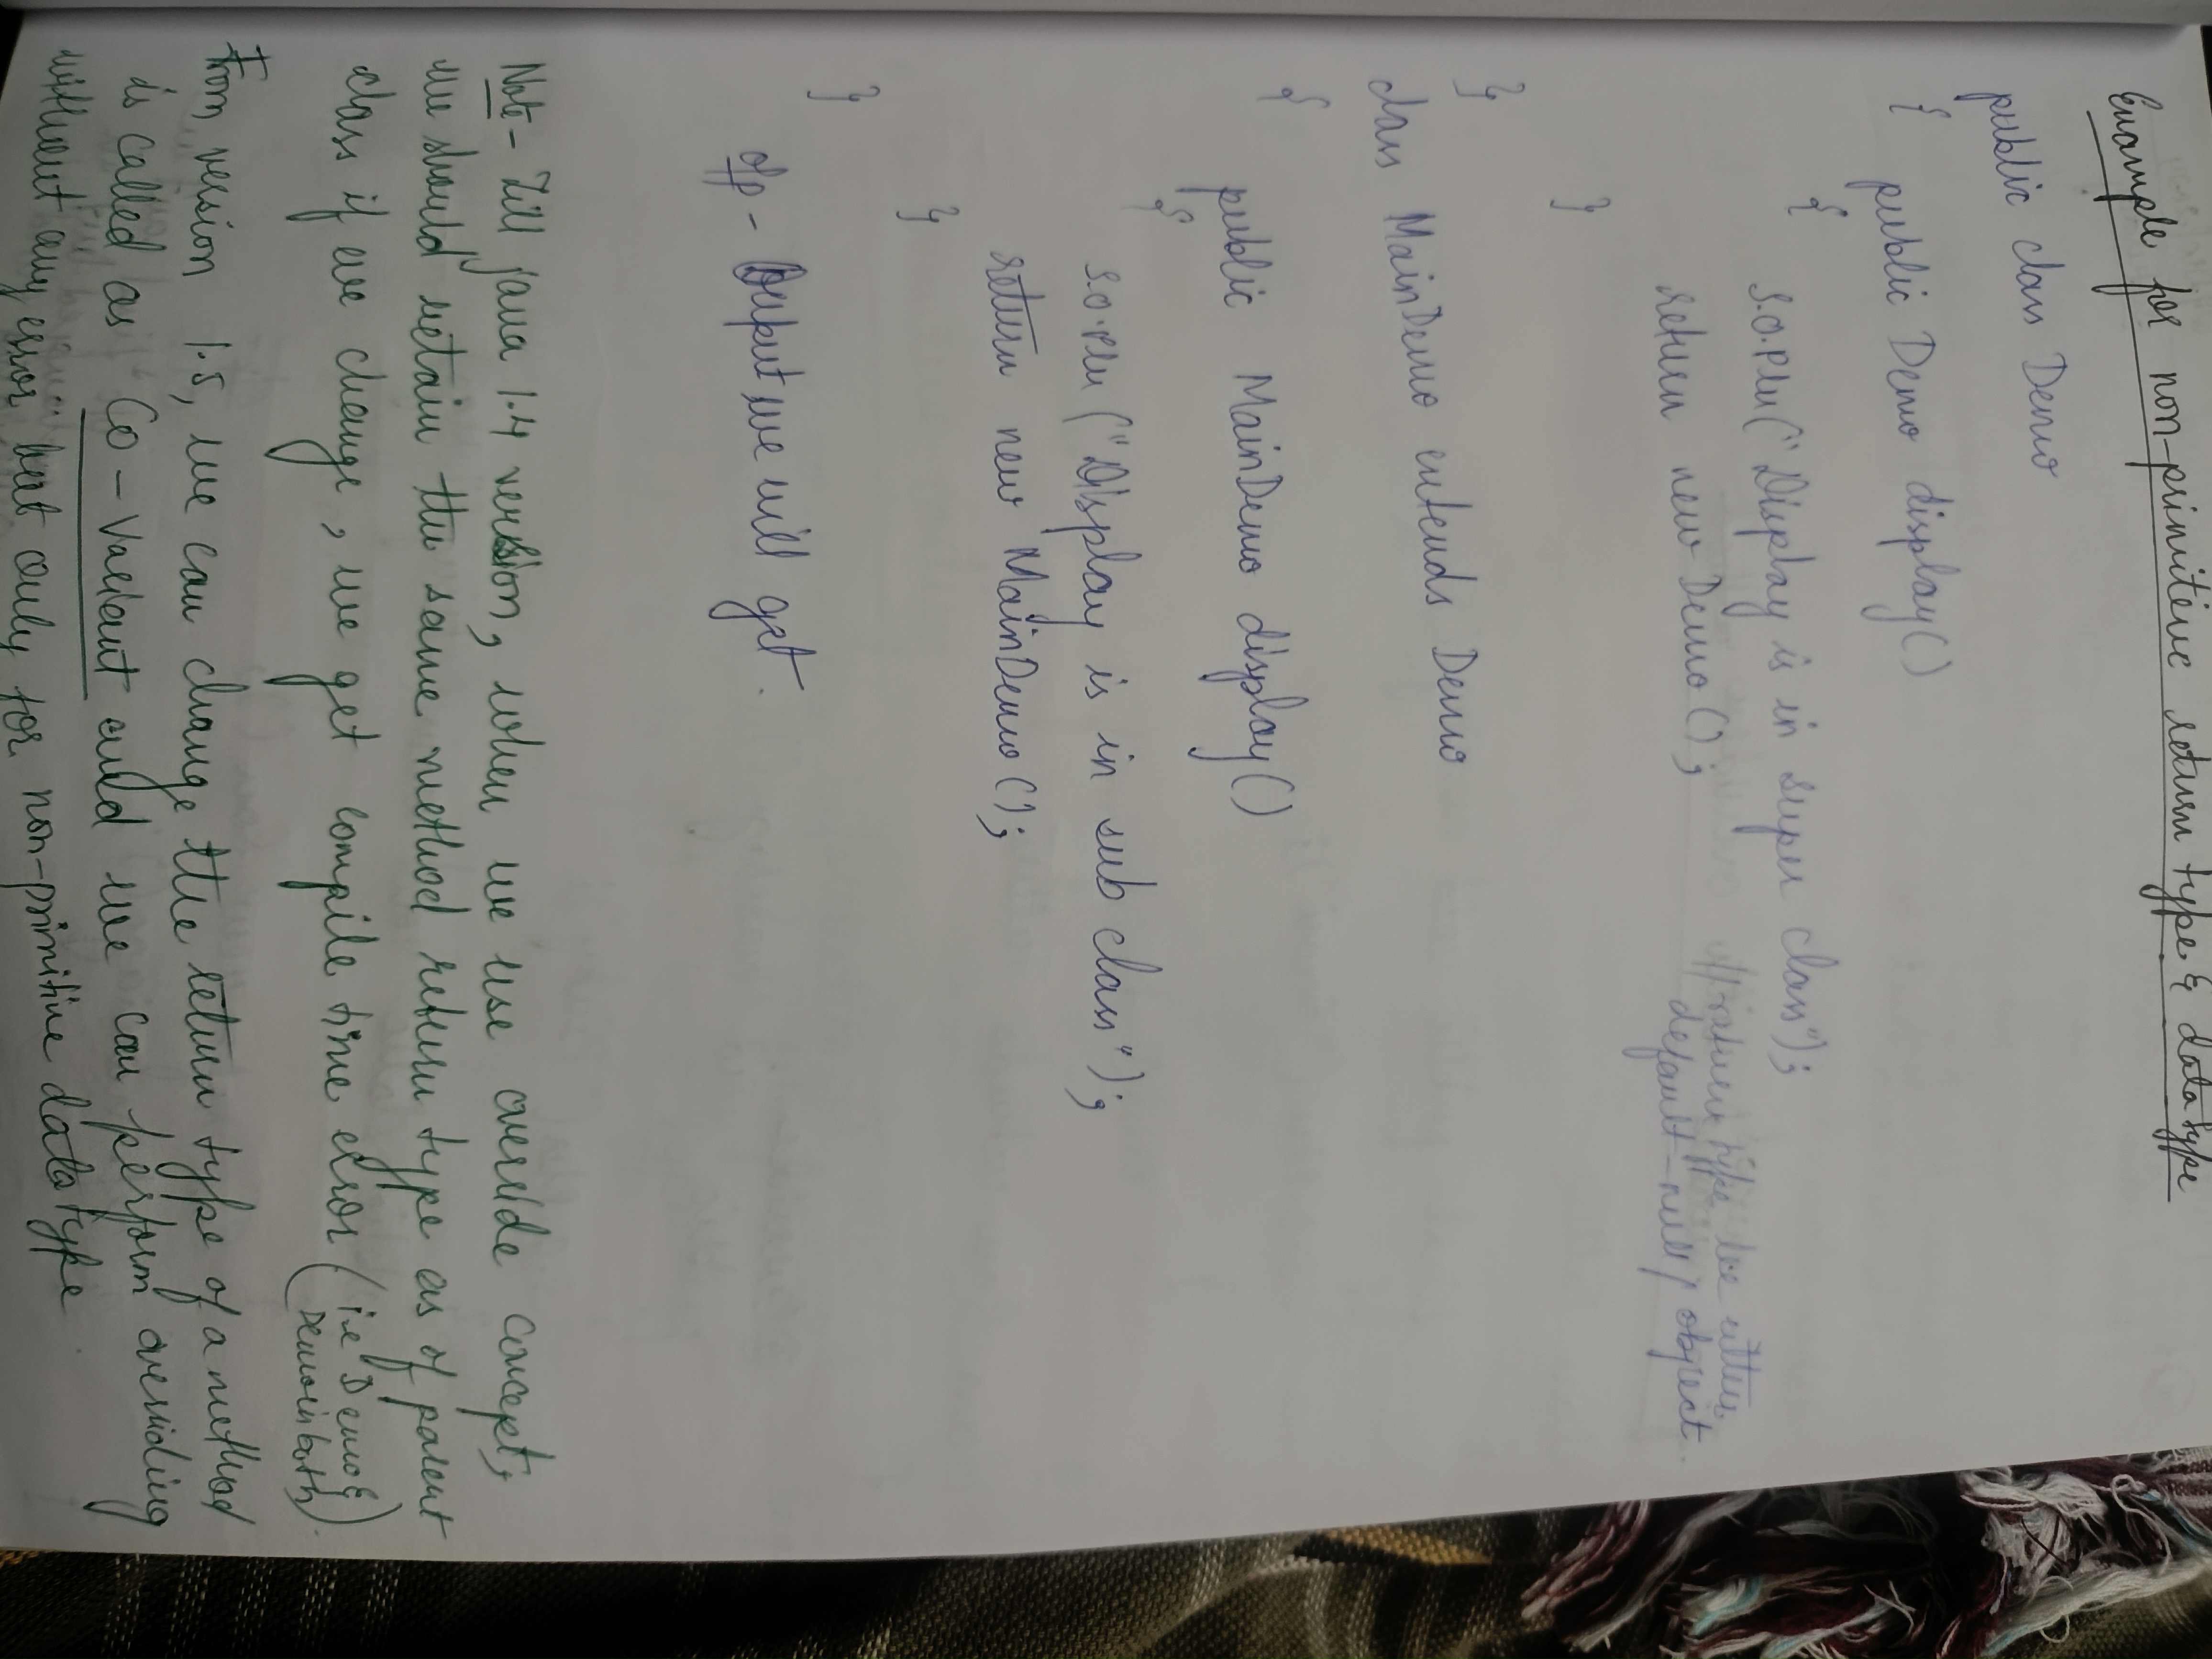 Example for non-primitive return type & data type
public class Demo
{ public Demo display()
{
S.O.Pln("Display is in super class");
return new Demo(); //return type be either
default-null/object.
}
}
class MainDemo extends Demo
{
public MainDemo display()
{
S.O.Pln("Display is in sub class");
return new MainDemo();
}
}
o/p - Output we will get.
Note - Till java 1.4 version, when we use override concept,
we should retain the same method return type as of parent
class if we change, we get compile time error (i.e Demo &
Demo in both)
From version 1.5, we can change the return type of a method
is called as Co-Variant and we can perform overriding
without any error but only for non-primitive data type